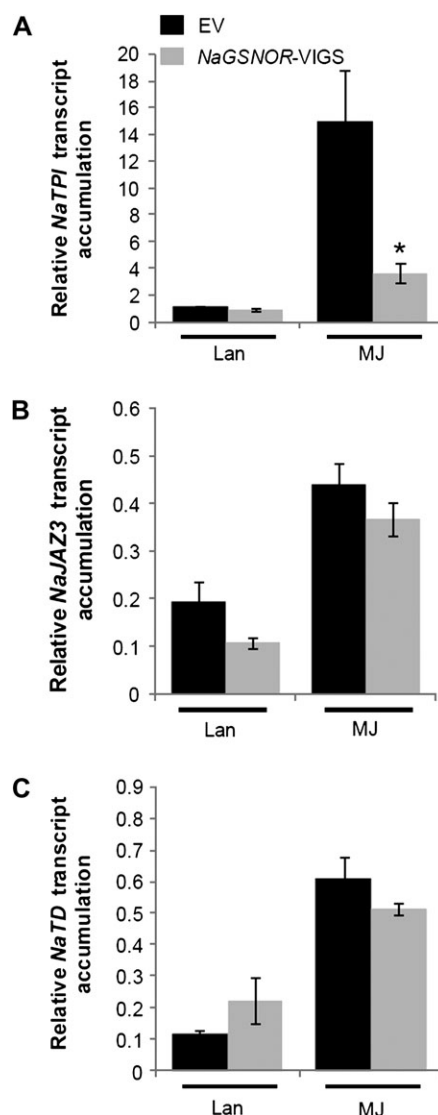 A
EV
NaGSNOR-VIGS
Relative NaTPI transcript
accumulation
20
18
16
14
12
10
8
6
4
2
0
*
Lan
MJ
B
Relative NaJAZ3 transcript
accumulation
0.6
0.5
0.4
0.3
0.2
0.1
0
Lan
MJ
C
Relative NaTD transcript
accumulation
0.9
0.8
0.7
0.6
0.5
0.4
0.3
0.2
0.1
0
Lan
MJ